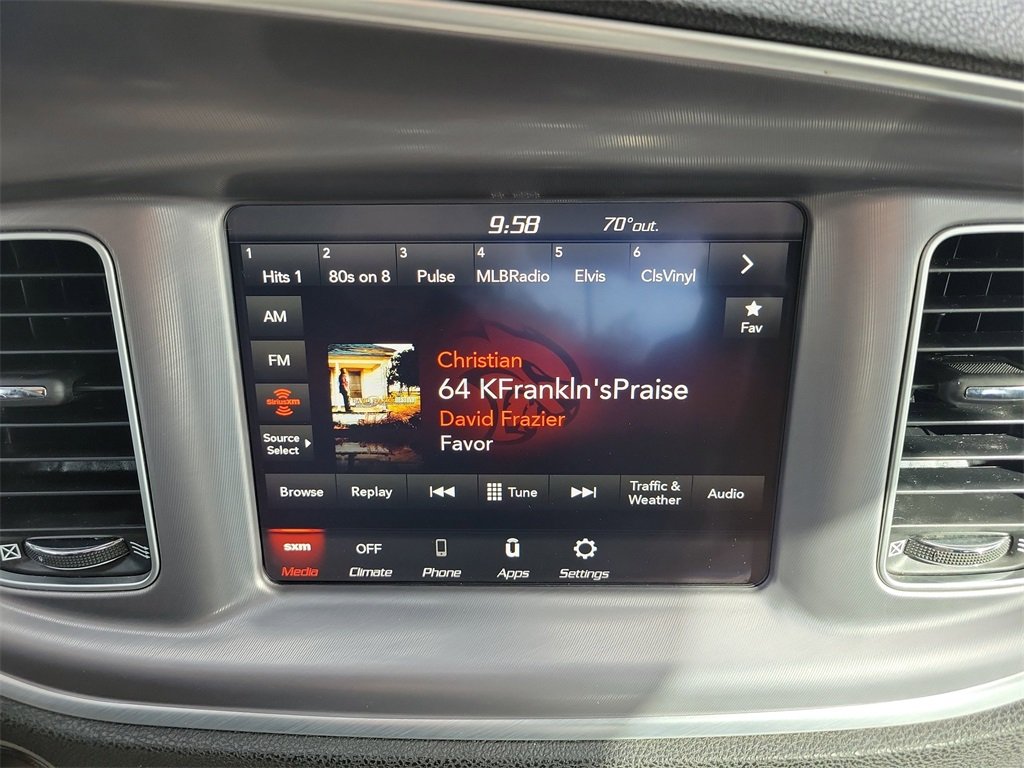 9:58 70°out.
1 2 3 4 5 6
Hits 1 80s on 8 Pulse MLBRadio Elvis ClsVinyl
AM
Fav
FM
Christian
64 KFrankln'sPraise
SiriusXM
David Frazier
Source
Select
Favor
Browse Replay Tune Traffic &
Weather Audio
sxm OFF
Media Climate Phone Apps Settings